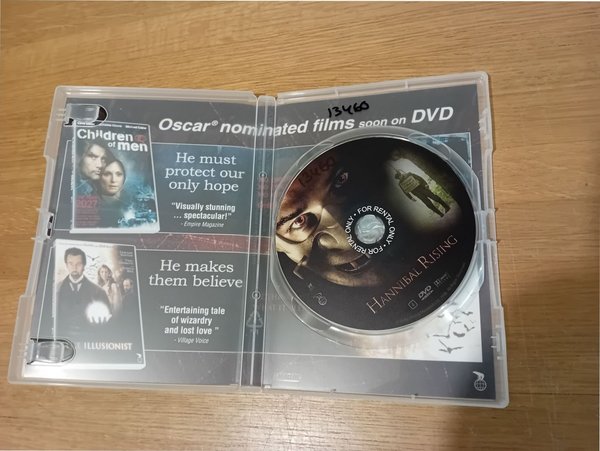 13460
Oscar® nominated films soon on DVD
Children of men
He must
protect our
only hope
"Visually stunning
... spectacular!"
- Empire Magazine
2027
He makes
them believe
"Entertaining tale
of wizardry
and lost love "
- Village Voice
ILLUSIONIST
13460
FOR RENTAL ONLY • FOR RENTAL ONLY •
HANNIBAL RISING
DVD